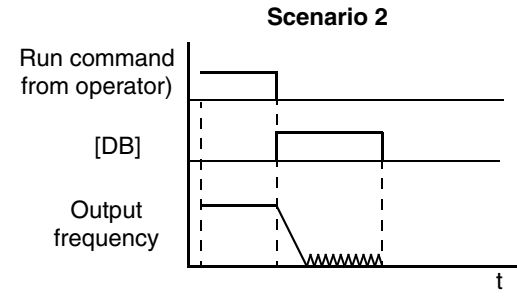 Scenario 2
Run command
from operator)
[DB]
Output
frequency
t